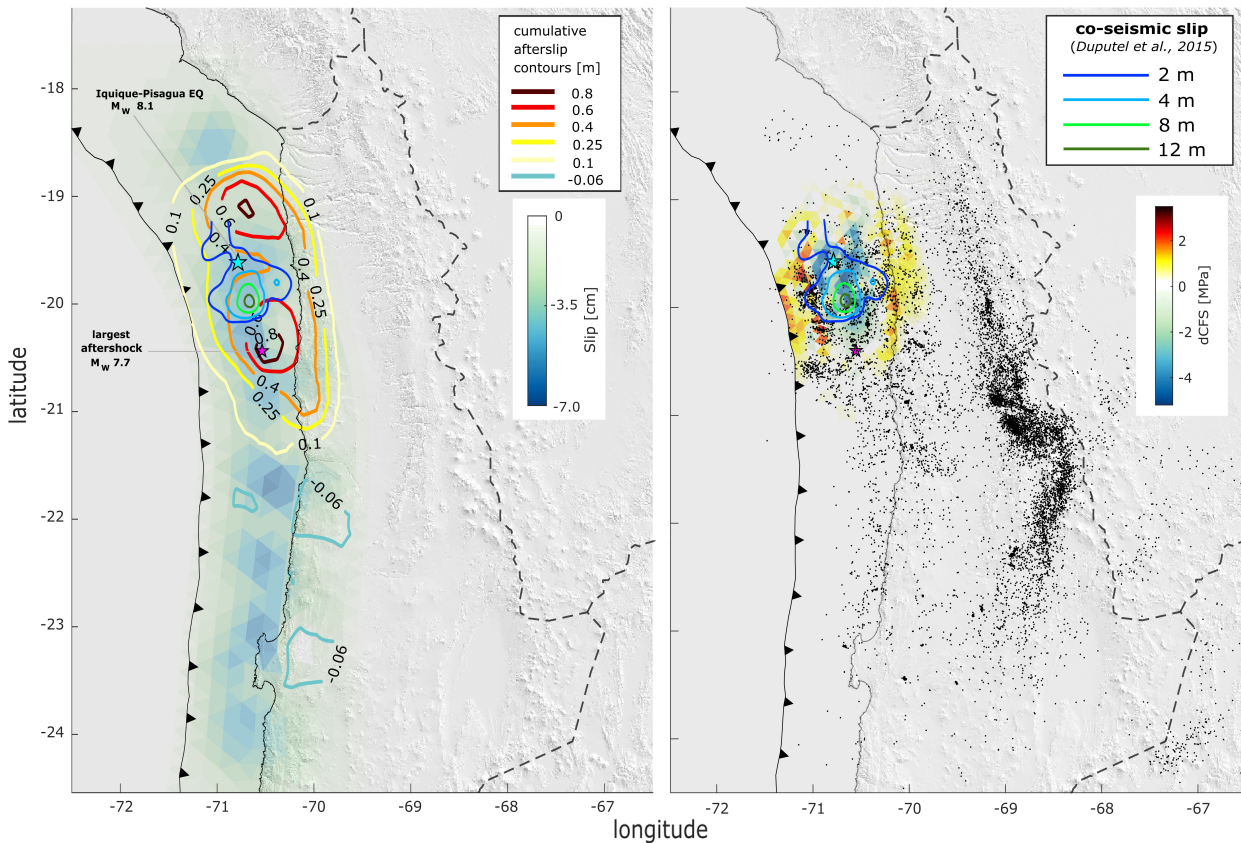 cumulative
afterslip
contours [m]
0.8
0.6
0.4
0.25
0.1
-0.06
0
-3.5
-7.0
Slip [cm]
Iquique-Pisagua EQ
M W 8.1
largest
aftershock
M W 7.7
0.1
0.25
0.6
0.4
0.1
0.4
0.25
0.8
0.4
0.25
0.1
-0.06
-0.06
latitude
-18
-19
-20
-21
-22
-23
-24
-72
-71
-70
-69
-68
-67
co-seismic slip
(Duputel et al., 2015)
2 m
4 m
8 m
12 m
2
0
-2
-4
dCFS [MPa]
-72
-71
-70
-69
-68
-67
longitude